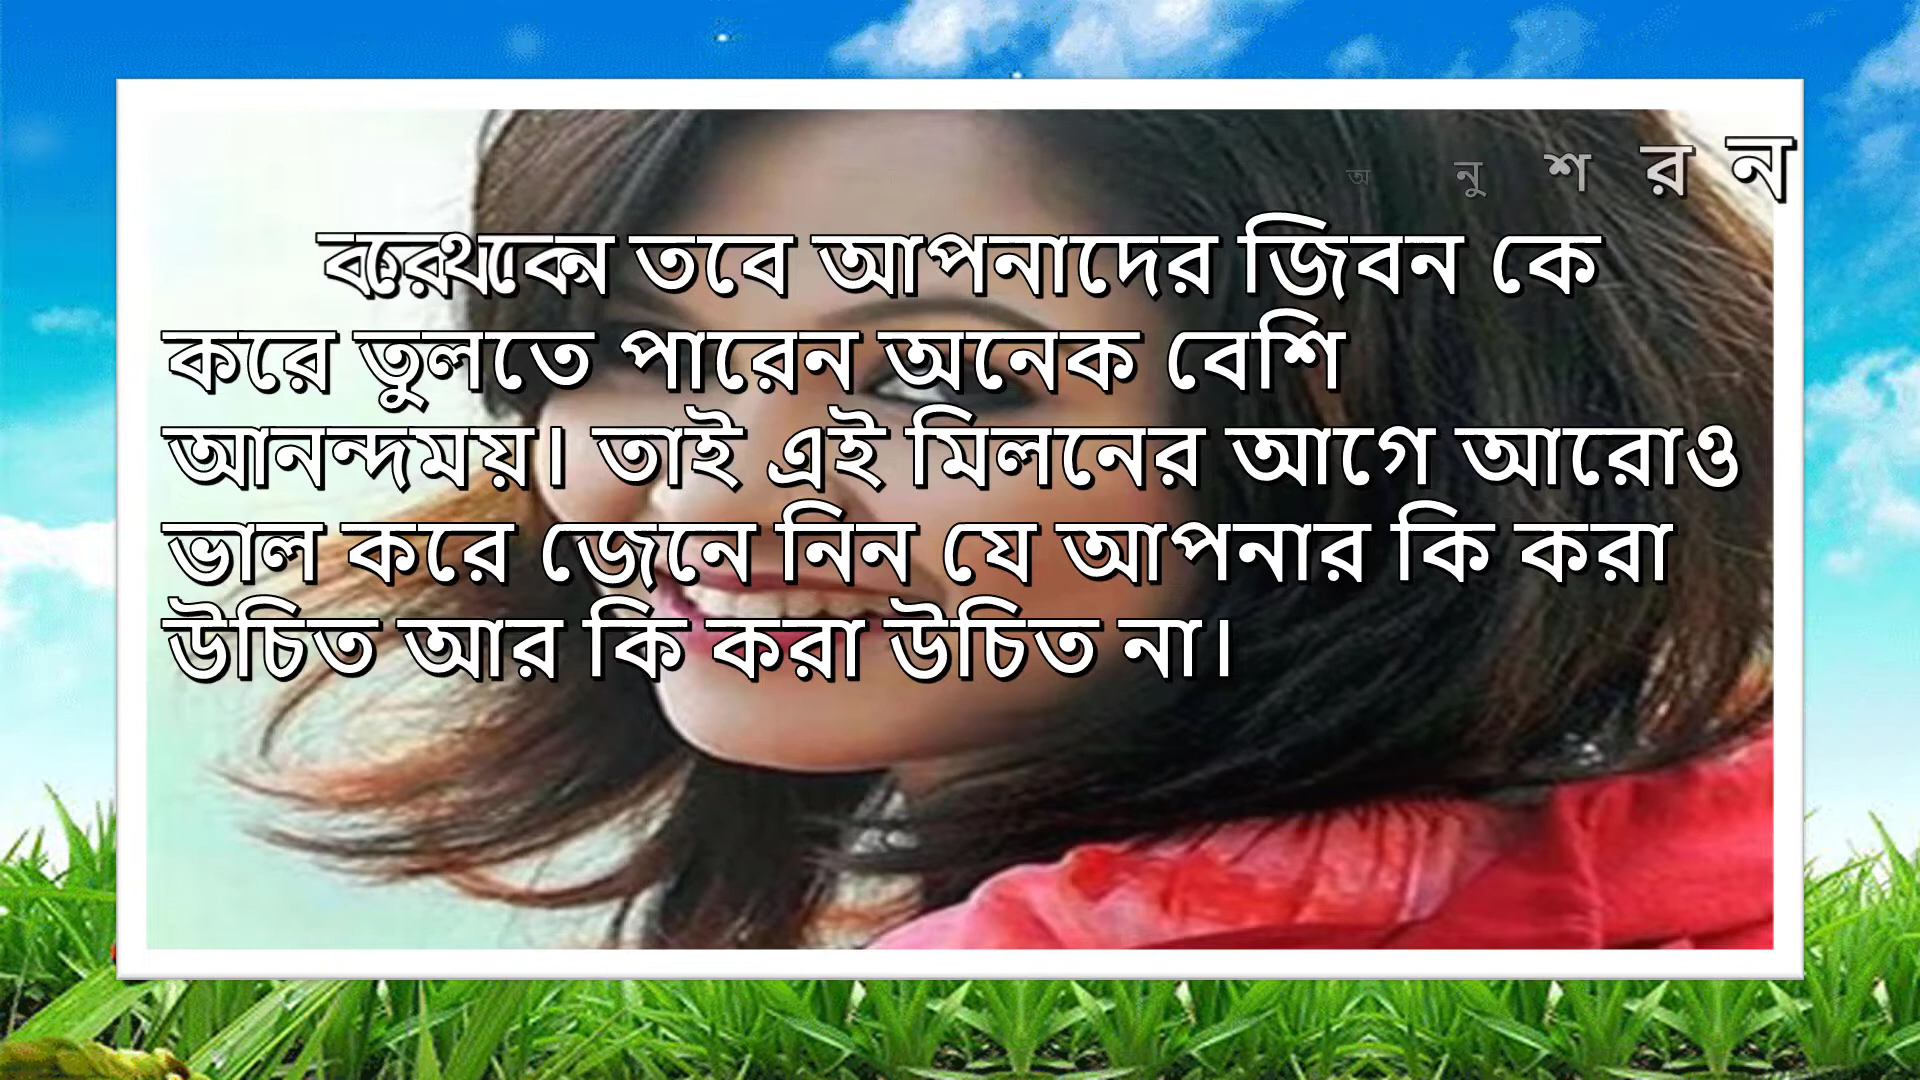 অ নু শ র ন
করে থাকেন তবে আপনাদের জিবন কে
করে তুলতে পারেন অনেক বেশি
আনন্দময়। তাই এই মিলনের আগে আরোও
ভাল করে জেনে নিন যে আপনার কি করা
উচিত আর কি করা উচিত না।